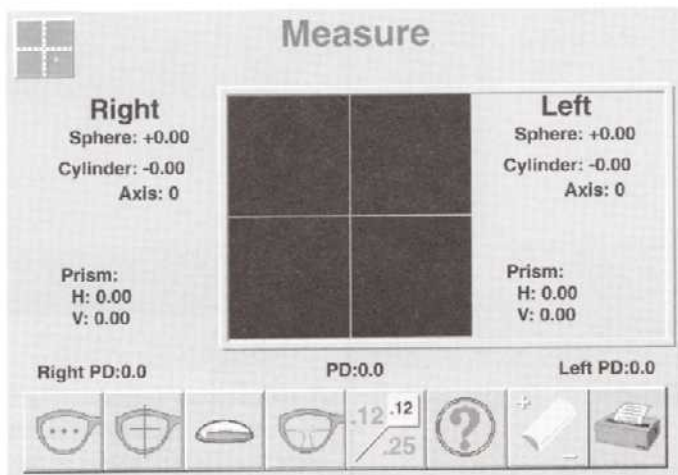 Measure
Right
Sphere: +0.00
Cylinder: -0.00
Axis: 0
Prism:
H: 0.00
V: 0.00
Left
Sphere: +0.00
Cylinder: -0.00
Axis: 0
Prism:
H: 0.00
V: 0.00
Right PD:0.0
PD:0.0
Left PD:0.0
.12 .12
.25
?
+
–